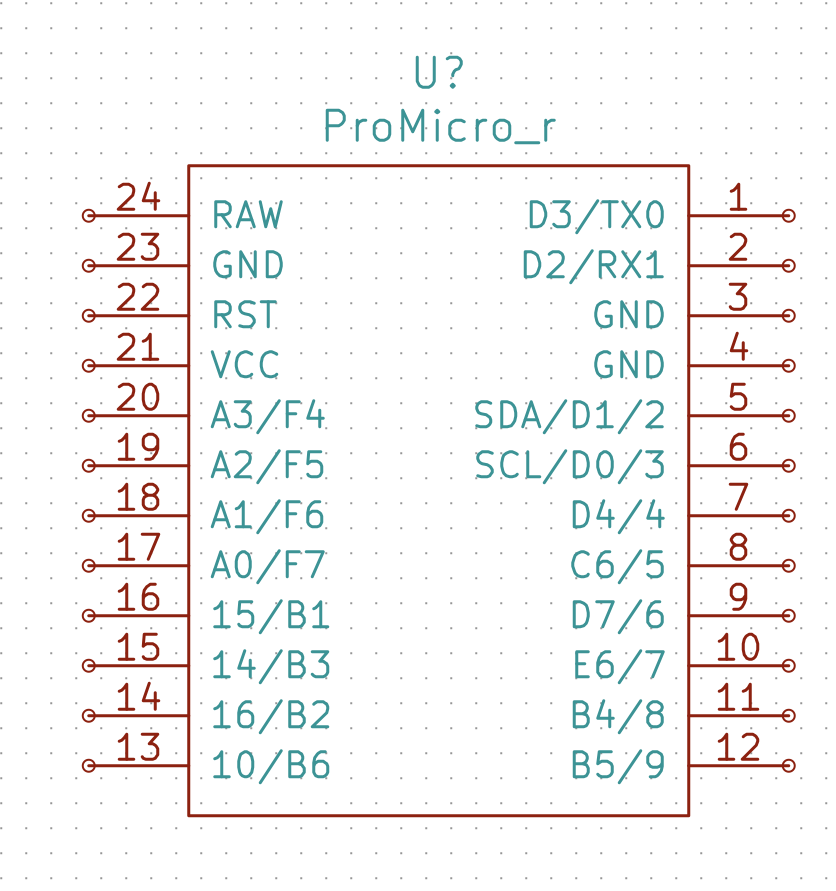 U?
ProMicro_r
24 RAW D3/TX0 1
23 GND D2/RX1 2
22 RST GND 3
21 VCC GND 4
20 A3/F4 SDA/D1/2 5
19 A2/F5 SCL/D0/3 6
18 A1/F6 D4/4 7
17 A0/F7 C6/5 8
16 15/B1 D7/6 9
15 14/B3 E6/7 10
14 16/B2 B4/8 11
13 10/B6 B5/9 12